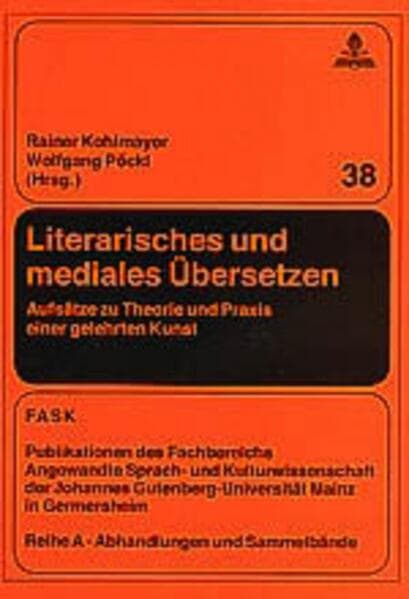 Rainer Kohlmayer
Wolfgang Pöckl
(Hrsg.)
38
Literarisches und
mediales Übersetzen
Aufsätze zu Theorie und Praxis
einer gelehrten Kunst
FASK
Publikationen des Fachbereichs
Angewandte Sprach- und Kulturwissenschaft
der Johannes Gutenberg-Universität Mainz
in Germersheim
Reihe A - Abhandlungen und Sammelbände